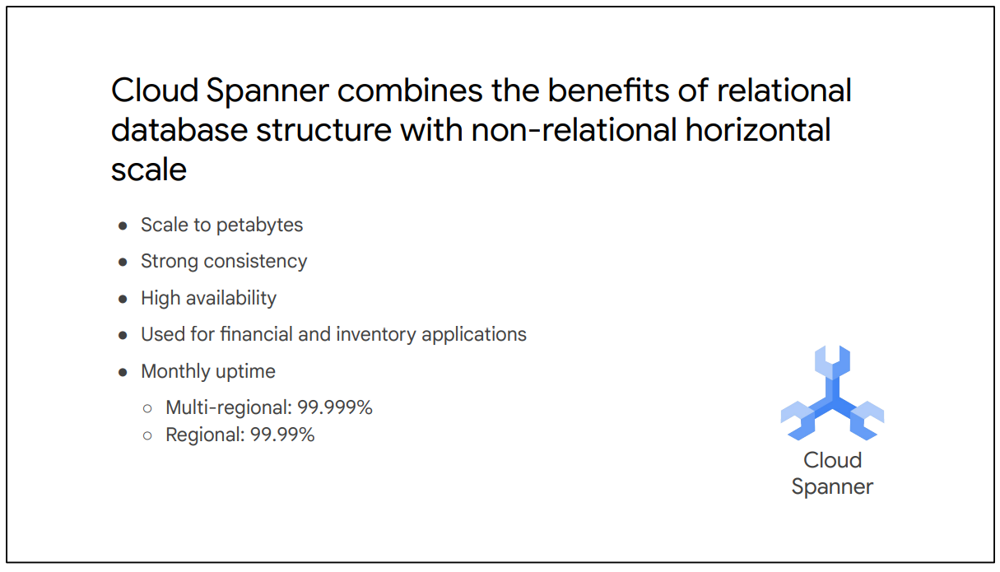 Cloud Spanner combines the benefits of relational
database structure with non-relational horizontal
scale
● Scale to petabytes
● Strong consistency
● High availability
● Used for financial and inventory applications
● Monthly uptime
○ Multi-regional: 99.999%
○ Regional: 99.99%
Cloud
Spanner